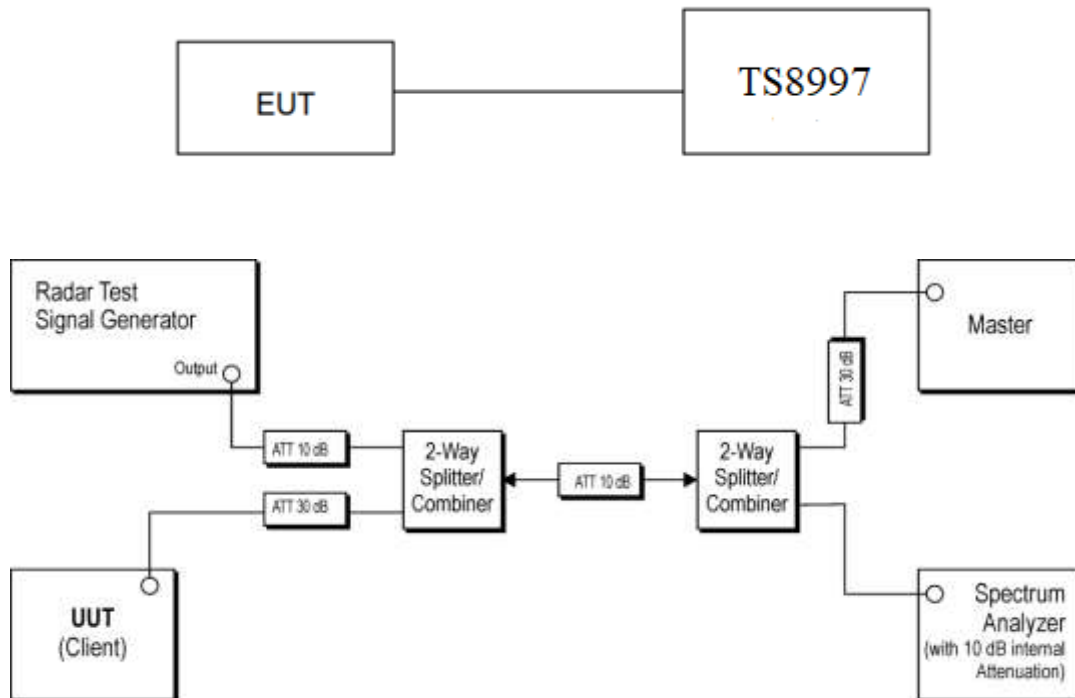 EUT
TS8997
Radar Test
Signal Generator
Output
Master
ATT 30 dB
ATT 10 dB
2-Way
Splitter/
Combiner
ATT 10 dB
2-Way
Splitter/
Combiner
ATT 30 dB
UUT
(Client)
Spectrum
Analyzer
(with 10 dB internal
Attenuation)